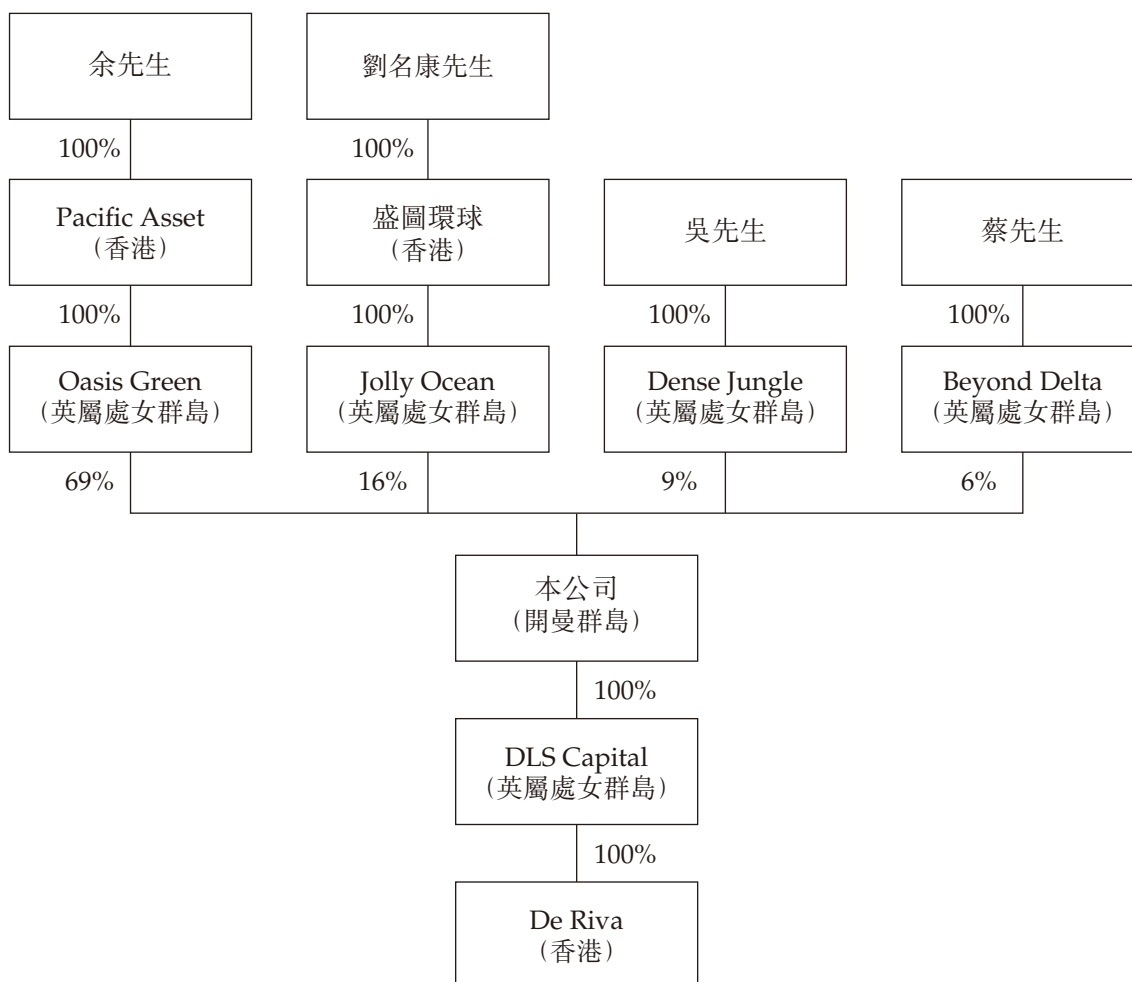 余先生
劉名康先生
100%
100%
Pacific Asset
(香港)
盛圖環球
(香港)
吳先生
蔡先生
100%
100%
100%
100%
Oasis Green
(英屬處女群島)
Jolly Ocean
(英屬處女群島)
Dense Jungle
(英屬處女群島)
Beyond Delta
(英屬處女群島)
69%
16%
9%
6%
本公司
(開曼群島)
100%
DLS Capital
(英屬處女群島)
100%
De Riva
(香港)